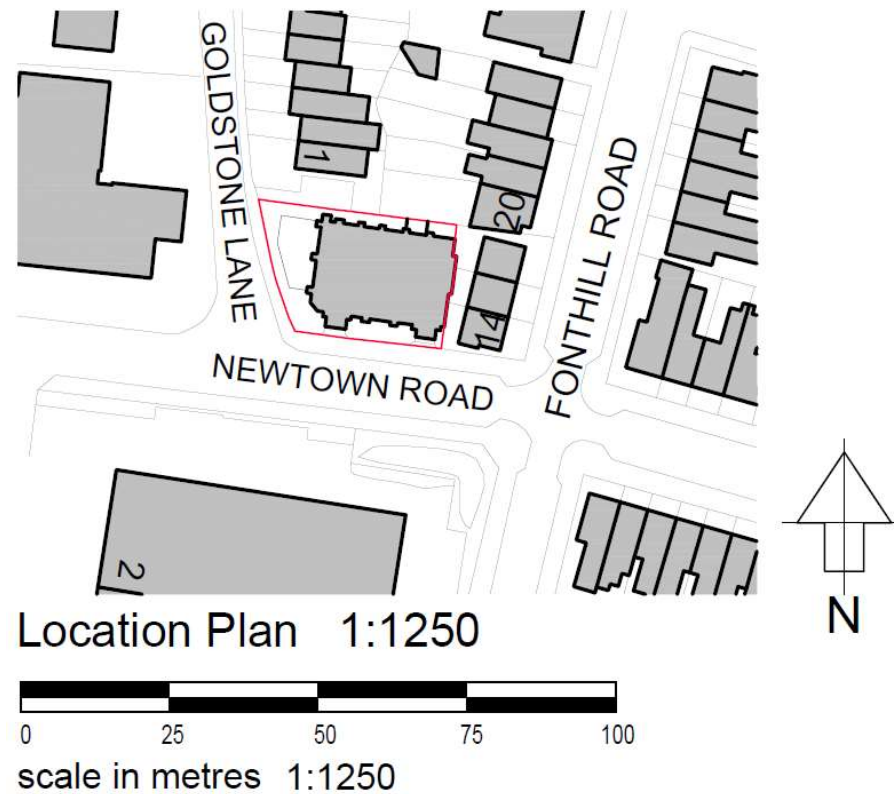 GOLDSTONE LANE
FONTHILL ROAD
1
20
14
NEWTOWN ROAD
2
N
Location Plan 1:1250
0 25 50 75 100
scale in metres 1:1250